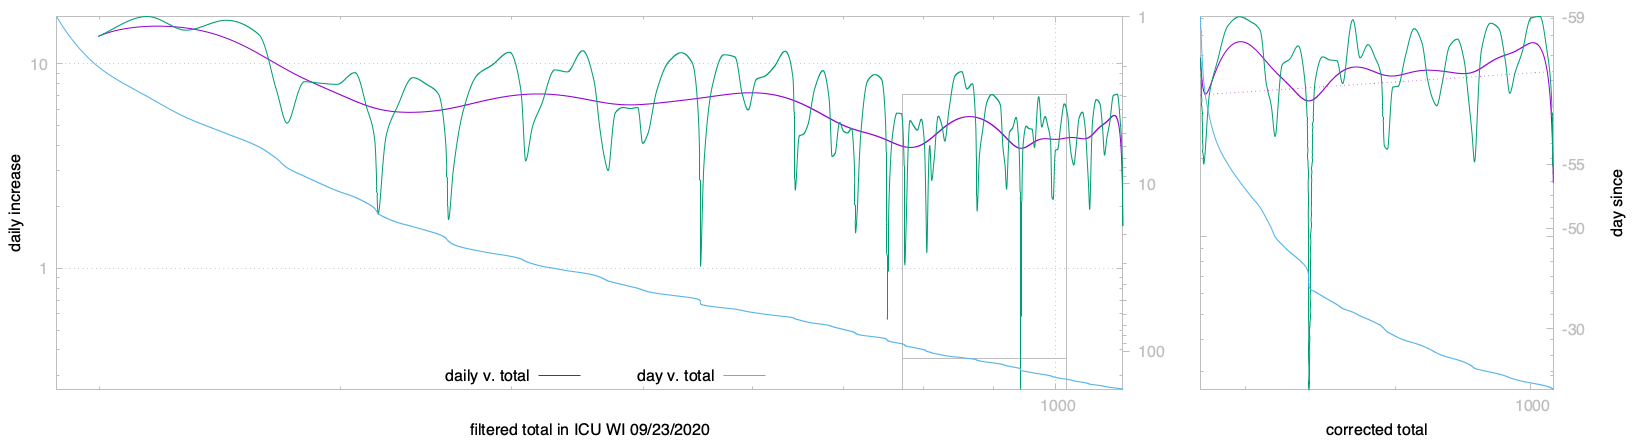 1
-59
10
daily increase
-55
10
day since
-50
1
-30
100
daily v. total
day v. total
1000
1000
filtered total in ICU WI 09/23/2020
corrected total